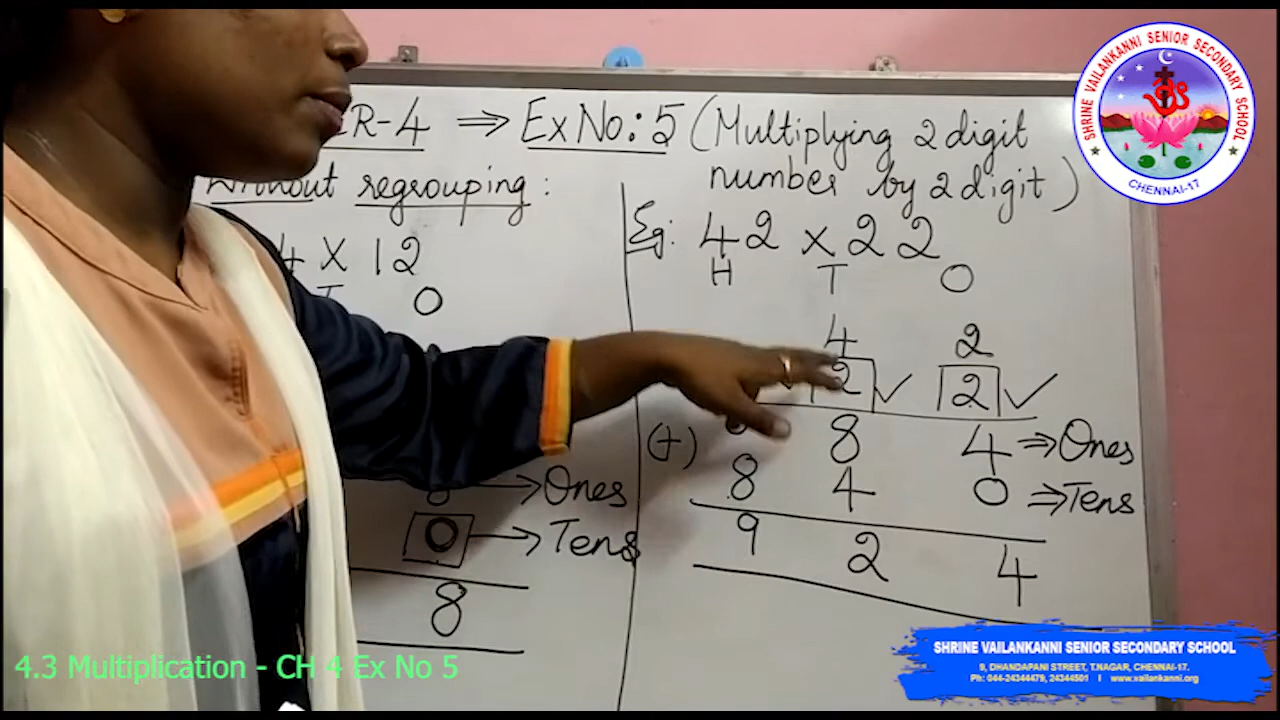 ER-4 ⇒ Ex No: 5 (Multiplying 2 digit
number by 2 digit)
Without regrouping :
4 X 12
O
8 → Ones
0 → Tens
8
Eg: 42 x 22
H T O
4 2
2 ✓ 2 ✓
(+) 8 4 ⇒ Ones
8 4 0 ⇒ Tens
9 2 4
SHRINE VAILANKANNI SENIOR SECONDARY SCHOOL
CHENNAI-17
4.3 Multiplication - CH 4 Ex No 5
SHRINE VAILANKANNI SENIOR SECONDARY SCHOOL
9, DHANDAPANI STREET, T.NAGAR, CHENNAI-17.
Ph: 044-24344479, 24344501 I www.vailankanni.org